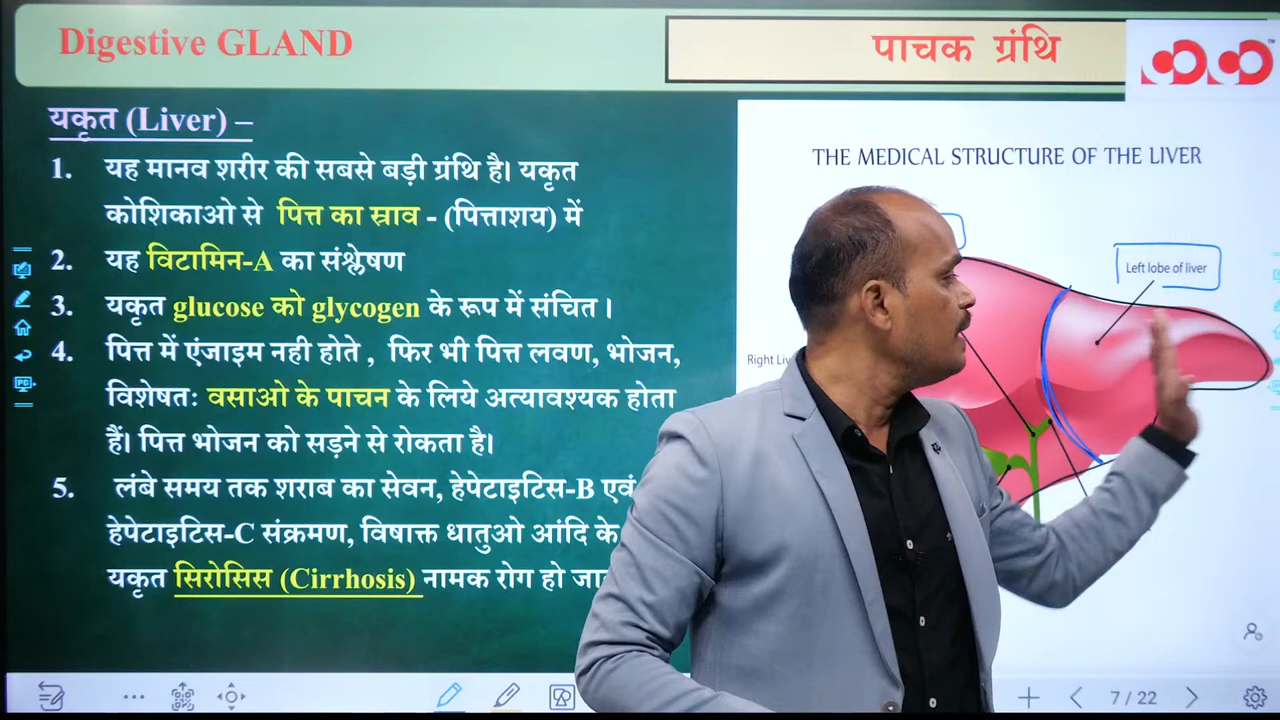 Digestive GLAND
पाचक ग्रंथि
यकृत (Liver) –
1. यह मानव शरीर की सबसे बड़ी ग्रंथि है। यकृत
कोशिकाओ से पित्त का स्राव - (पित्ताशय) में
2. यह विटामिन-A का संश्लेषण
3. यकृत glucose को glycogen के रूप में संचित ।
4. पित्त में एंजाइम नही होते , फिर भी पित्त लवण, भोजन,
विशेषतः वसाओ के पाचन के लिये अत्यावश्यक होता
हैं। पित्त भोजन को सड़ने से रोकता है।
5. लंबे समय तक शराब का सेवन, हेपेटाइटिस-B एवं
हेपेटाइटिस-C संक्रमण, विषाक्त धातुओ आंदि के
यकृत सिरोसिस (Cirrhosis) नामक रोग हो
THE MEDICAL STRUCTURE OF THE LIVER
Left lobe of liver
Right
7 / 22